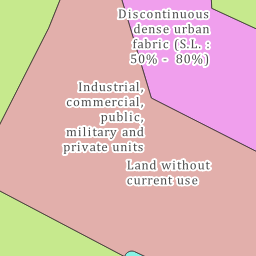 Discontinuous
dense urban
fabric (S.L. :
50% - 80%)
Industrial,
commercial,
public,
military and
private units
Land without
current use